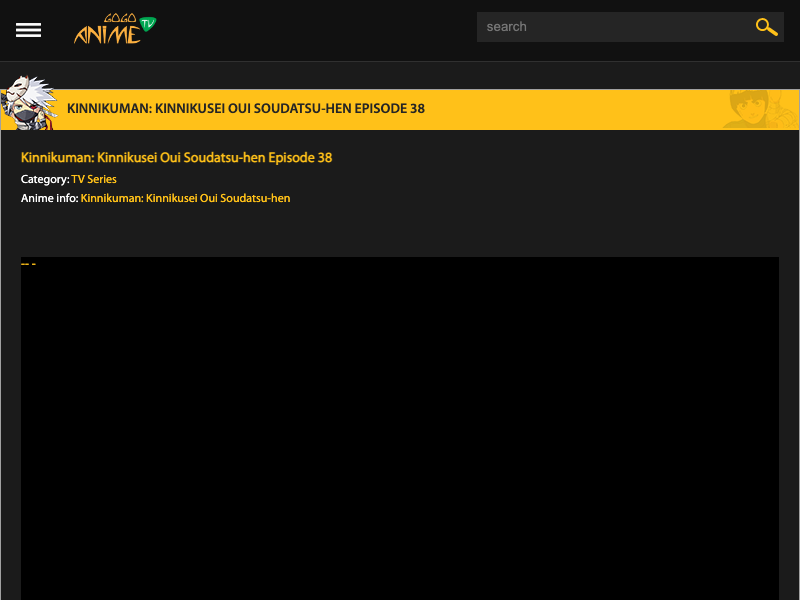 GOGO
ANIME TV
search
KINNIKUMAN: KINNIKUSEI OUI SOUDATSU-HEN EPISODE 38
Kinnikuman: Kinnikusei Oui Soudatsu-hen Episode 38
Category: TV Series
Anime info: Kinnikuman: Kinnikusei Oui Soudatsu-hen